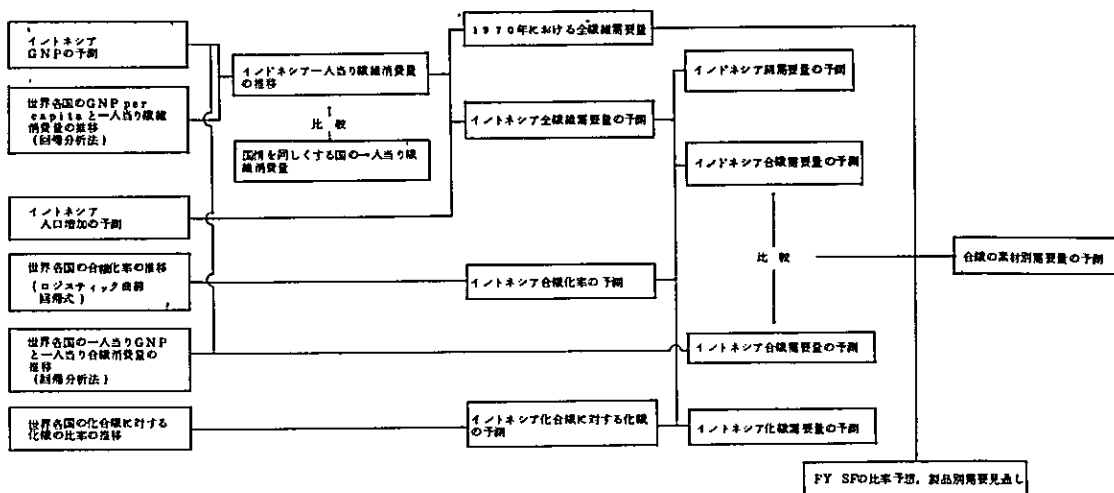 インドネシア
GNPの予測
世界各国のGNP per
capitaと一人当り繊維
消費量の推移
(回帰分析法)
インドネシア
人口増加の予測
世界各国の合繊化率の推移
(ロジスティック曲線
回帰式)
世界各国の一人当りGNP
と一人当り合繊消費量の
推移
(回帰分析法)
世界各国の化合繊に対する
化繊の比率の推移
インドネシア一人当り繊維消費量
の推移
比較
国情を同じくする国の一人当り繊
維消費量
1970年における全繊維需要量
インドネシア全繊維需要量の予測
インドネシア合繊化率の予測
インドネシア化合繊に対する化繊
の予測
インドネシア綿需要量の予測
インドネシア合繊需要量の予測
比較
インドネシア合繊需要量の予測
インドネシア化繊需要量の予測
合繊の素材別需要量の予測
FY SFの比率予想,製品別需要見通し